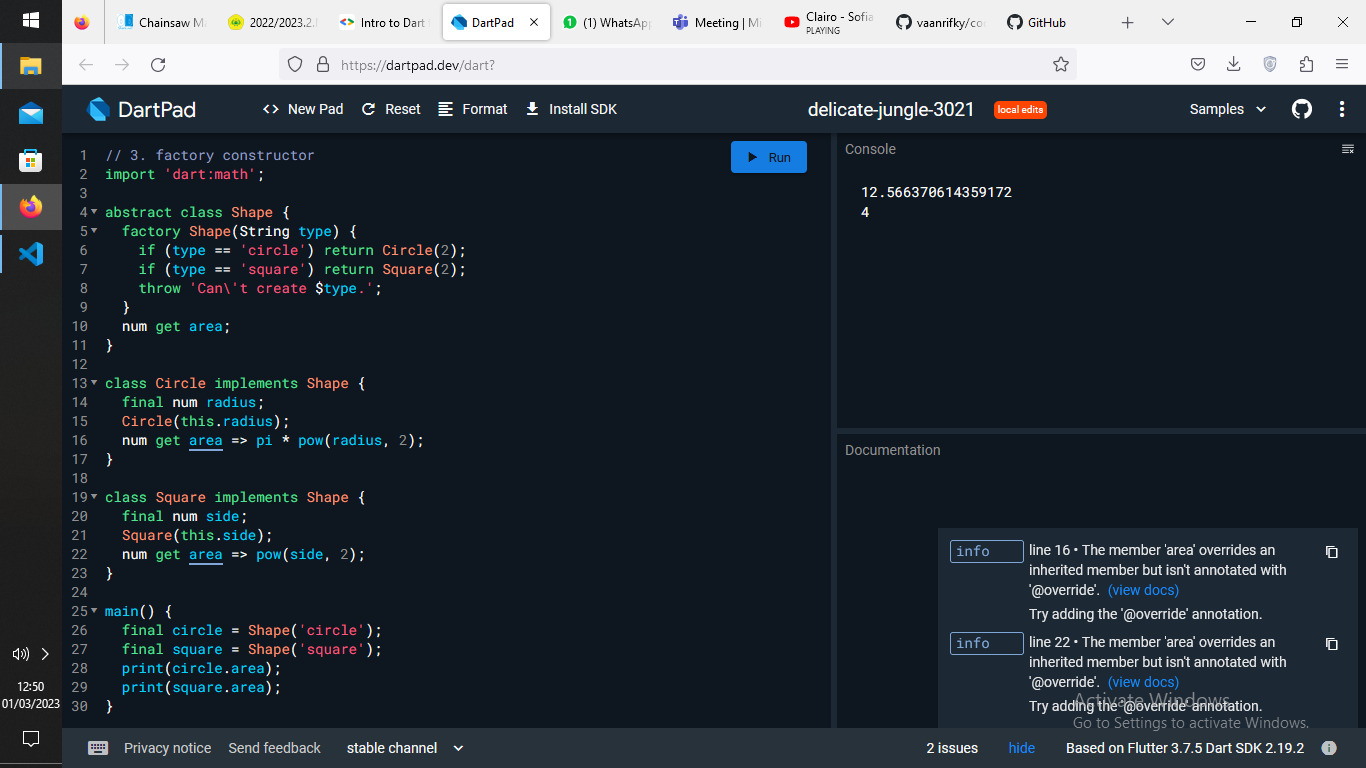 Chainsaw Ma
2022/2023.2.
Intro to Dart
DartPad
(1) WhatsApp
Meeting | Mi
Clairo - Sofia
PLAYING
vaanrifky/co
GitHub
https://dartpad.dev/dart?
DartPad
<> New Pad
Reset
Format
Install SDK
delicate-jungle-3021
local edits
Samples
Run
1 // 3. factory constructor
2 import 'dart:math';
3
4 abstract class Shape {
5 factory Shape(String type) {
6 if (type == 'circle') return Circle(2);
7 if (type == 'square') return Square(2);
8 throw 'Can\'t create $type.';
9 }
10 num get area;
11 }
12
13 class Circle implements Shape {
14 final num radius;
15 Circle(this.radius);
16 num get area => pi * pow(radius, 2);
17 }
18
19 class Square implements Shape {
20 final num side;
21 Square(this.side);
22 num get area => pow(side, 2);
23 }
24
25 main() {
26 final circle = Shape('circle');
27 final square = Shape('square');
28 print(circle.area);
29 print(square.area);
30 }
Console
12.566370614359172
4
Documentation
info
line 16 • The member 'area' overrides an
inherited member but isn't annotated with
'@override'. (view docs)
Try adding the '@override' annotation.
info
line 22 • The member 'area' overrides an
inherited member but isn't annotated with
'@override'. (view docs)
Try adding the '@override' annotation.
Activate Windows
Go to Settings to activate Windows.
12:50
01/03/2023
Privacy notice
Send feedback
stable channel
2 issues
hide
Based on Flutter 3.7.5 Dart SDK 2.19.2